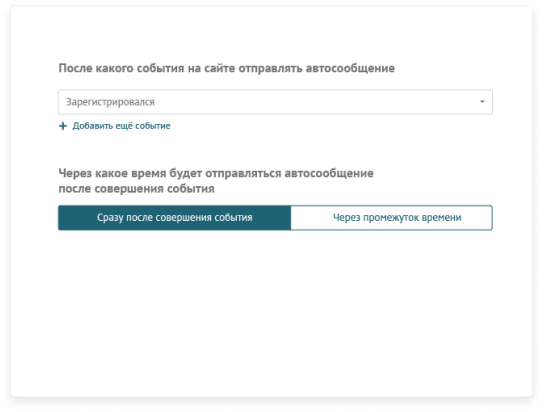 После какого события на сайте отправлять автосообщение
Зарегистрировался
+ Добавить ещё событие
Через какое время будет отправляться автосообщение
после совершения события
Сразу после совершения события
Через промежуток времени